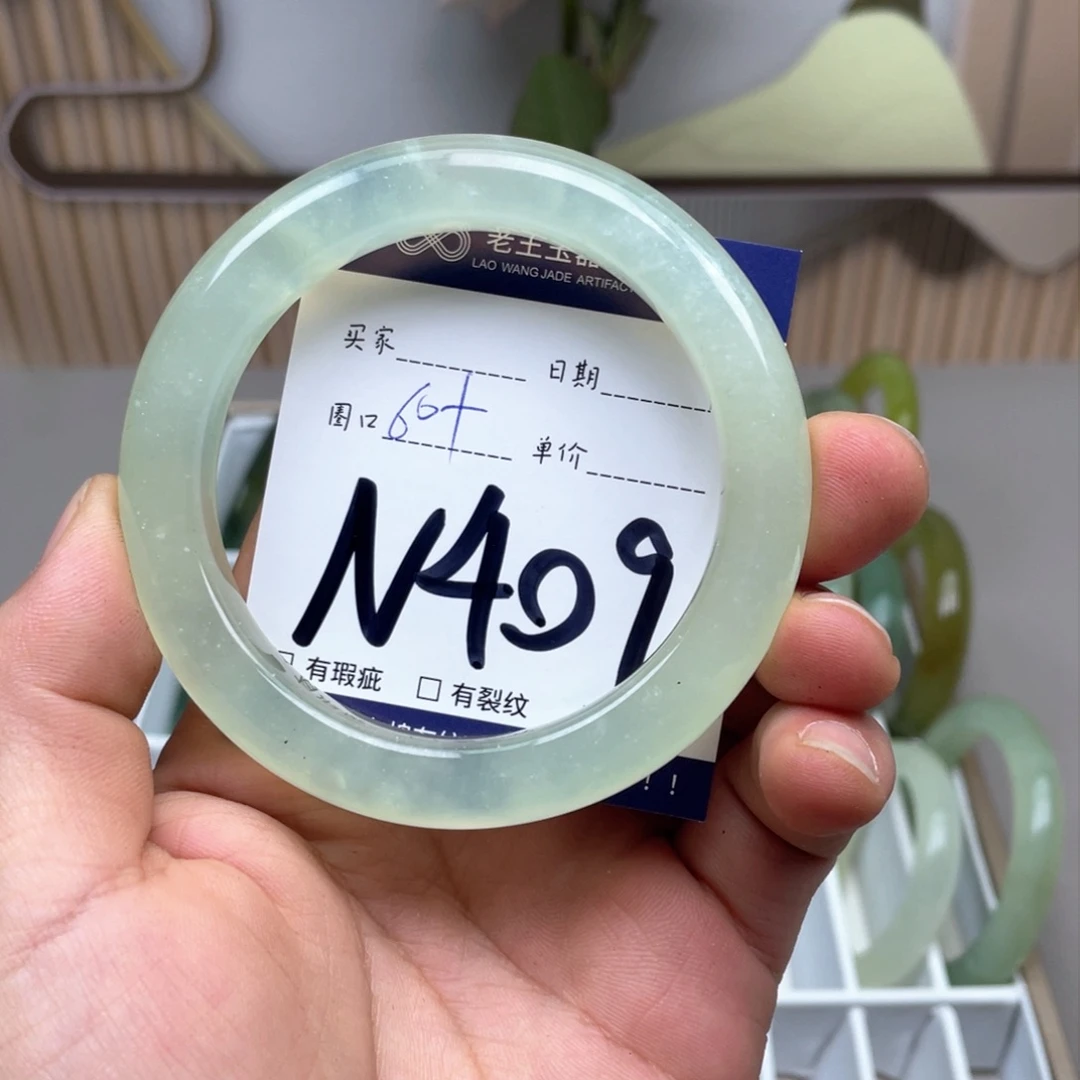 老王玉器
LAO WANG JADE ARTIFAC
买家 日期
圈口 66+ 单价
N409
□ 有瑕疵 □ 有裂纹
！！